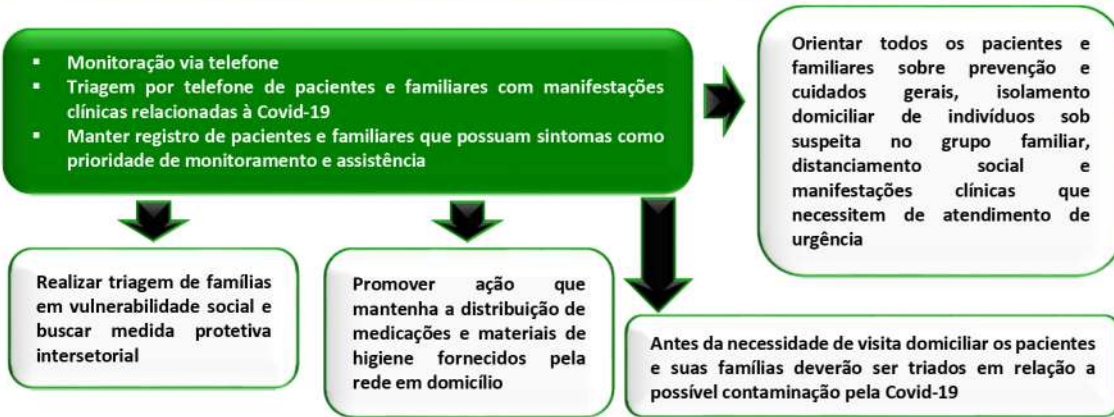 ▪ Monitoração via telefone
▪ Triagem por telefone de pacientes e familiares com manifestações
clínicas relacionadas à Covid-19
▪ Manter registro de pacientes e familiares que possuam sintomas como
prioridade de monitoramento e assistência
Orientar todos os pacientes e
familiares sobre prevenção e
cuidados gerais, isolamento
domiciliar de indivíduos sob
suspeita no grupo familiar,
distanciamento social e
manifestações clínicas que
necessitem de atendimento de
urgência
Realizar triagem de famílias
em vulnerabilidade social e
buscar medida protetiva
intersetorial
Promover ação que
mantenha a distribuição de
medicações e materiais de
higiene fornecidos pela
rede em domicílio
Antes da necessidade de visita domiciliar os pacientes
e suas famílias deverão ser triados em relação a
possível contaminação pela Covid-19